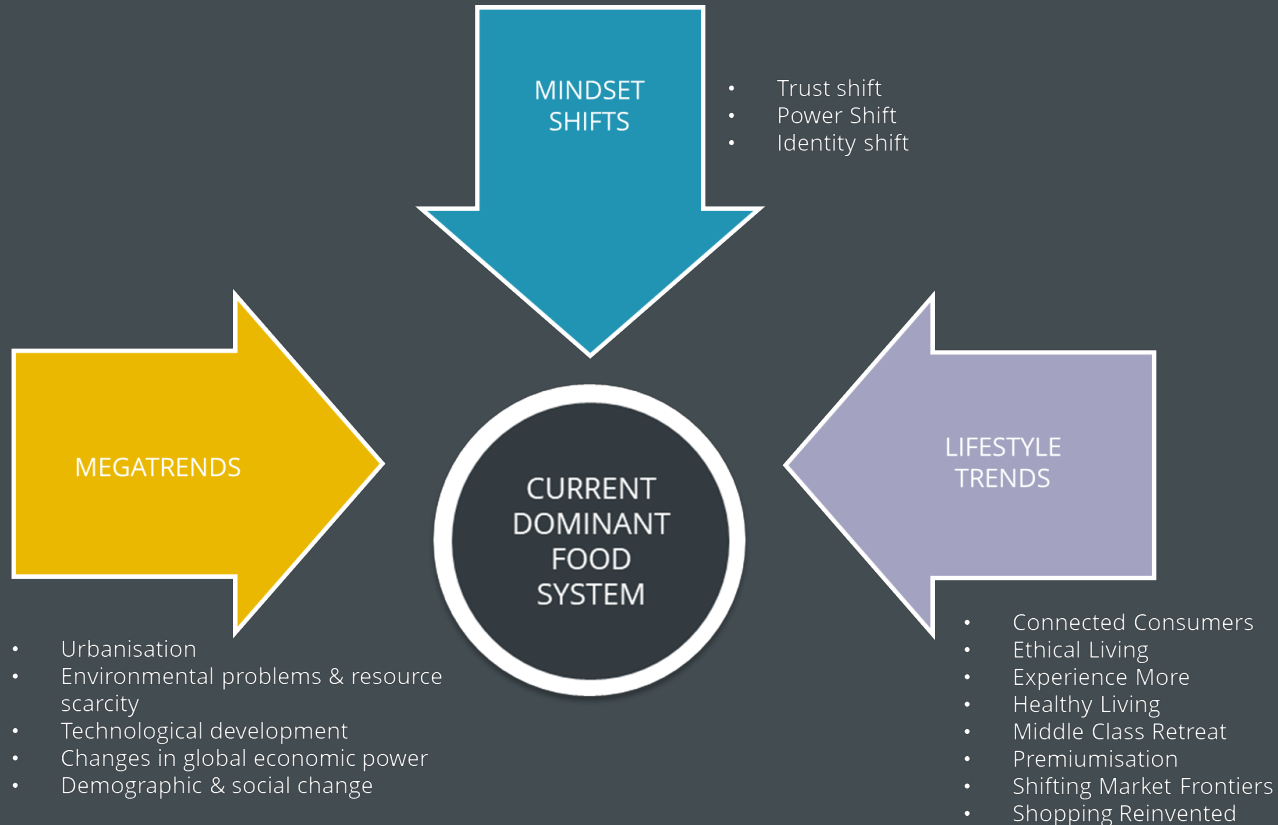 MINDSET
SHIFTS
• Trust shift
• Power Shift
• Identity shift
MEGATRENDS
• Urbanisation
• Environmental problems & resource
scarcity
• Technological development
• Changes in global economic power
• Demographic & social change
CURRENT
DOMINANT
FOOD
SYSTEM
LIFESTYLE
TRENDS
• Connected Consumers
• Ethical Living
• Experience More
• Healthy Living
• Middle Class Retreat
• Premiumisation
• Shifting Market Frontiers
• Shopping Reinvented